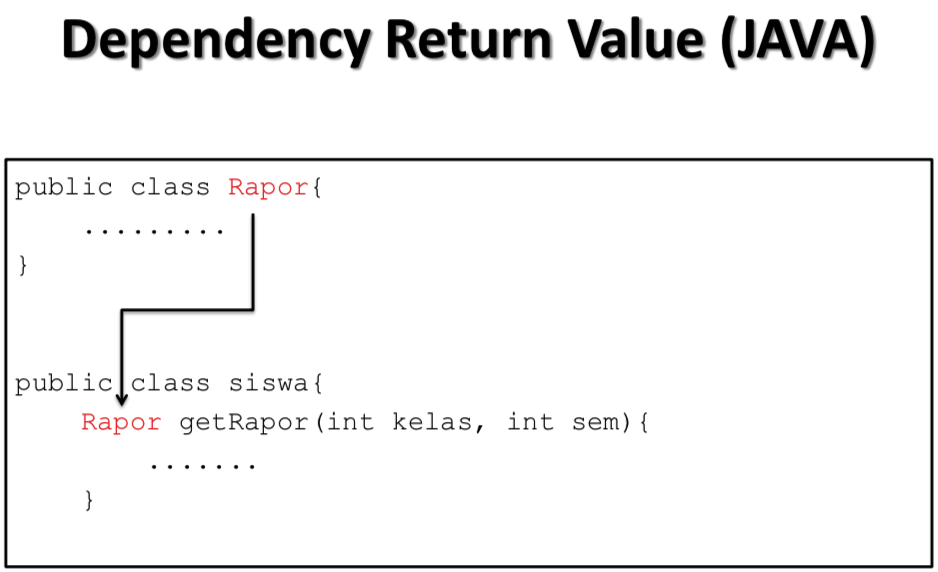 Dependency Return Value (JAVA)
public class Rapor{
.........
}
public class siswa{
Rapor getRapor(int kelas, int sem){
.......
}